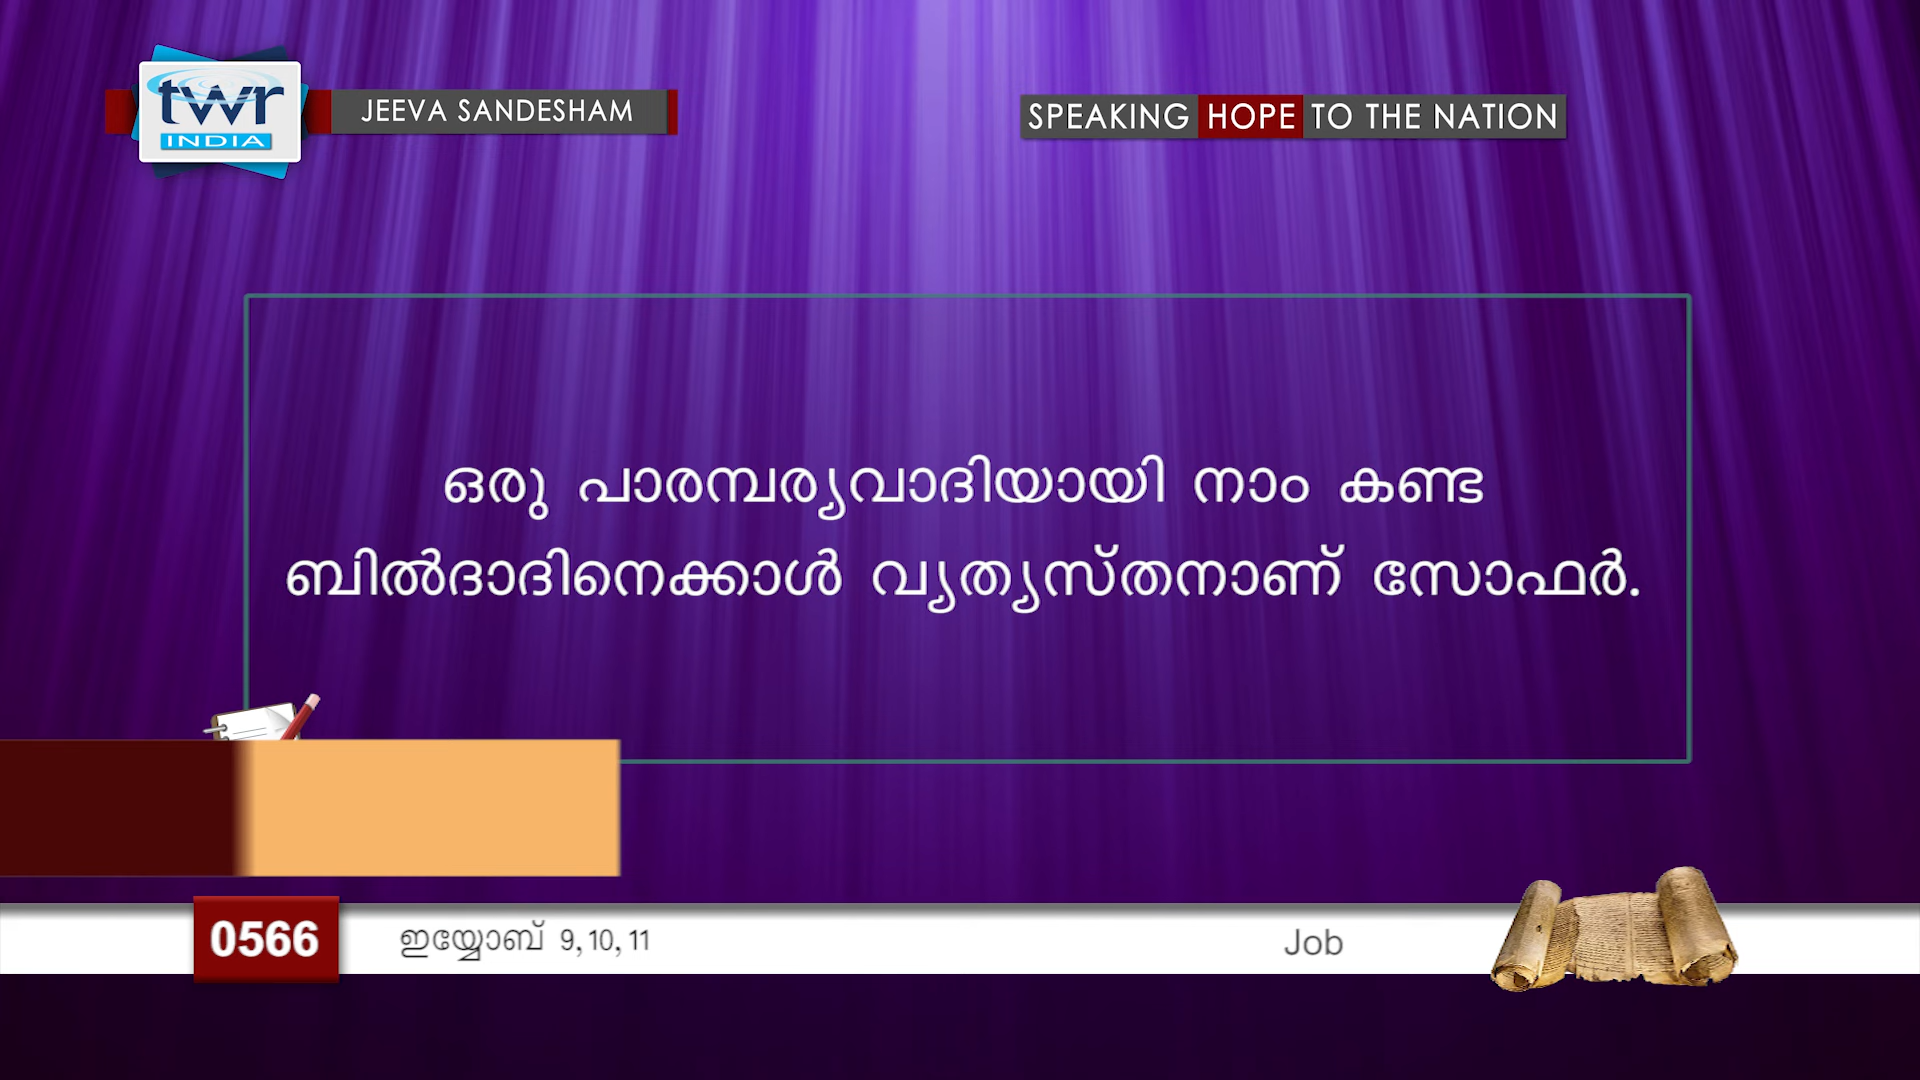 twr
INDIA
JEEVA SANDESHAM
SPEAKING HOPE TO THE NATION
ഒരു പാരമ്പര്യവാദിയായി നാം കണ്ട
ബിൽദാദിനെക്കാൾ വ്യത്യസ്തനാണ് സോഫർ.
0566
ഇയ്യോബ് 9, 10, 11
Job